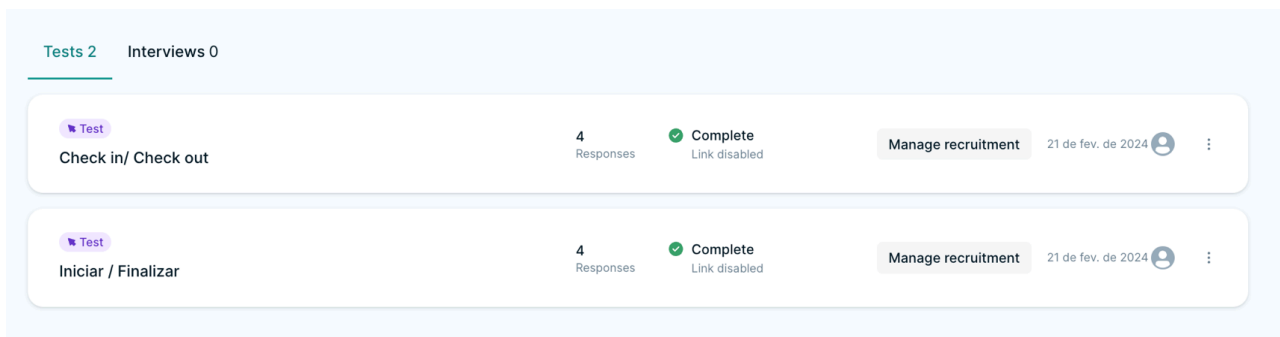 Tests 2 Interviews 0
Test
Check in/ Check out
4
Responses
Complete
Link disabled
Manage recruitment
21 de fev. de 2024
Test
Iniciar / Finalizar
4
Responses
Complete
Link disabled
Manage recruitment
21 de fev. de 2024